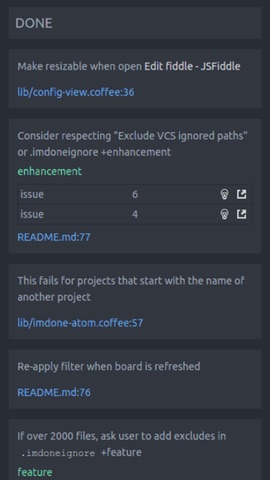 DONE
Make resizable when open Edit fiddle - JSFiddle
lib/config-view.coffee:36
Consider respecting "Exclude VCS ignored paths"
or .imdoneignore +enhancement
enhancement
issue 6
issue 4
README.md:77
This fails for projects that start with the name of
another project
lib/imdone-atom.coffee:57
Re-apply filter when board is refreshed
README.md:76
If over 2000 files, ask user to add excludes in
.imdoneignore +feature
feature